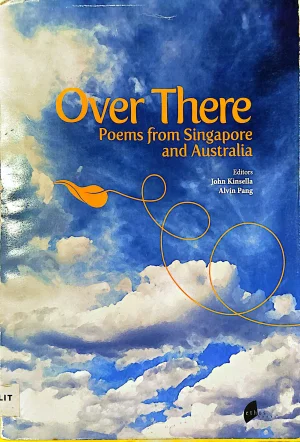 Over There
Poems from Singapore
and Australia
Editors
John Kinsella
Alvin Pang
LIT